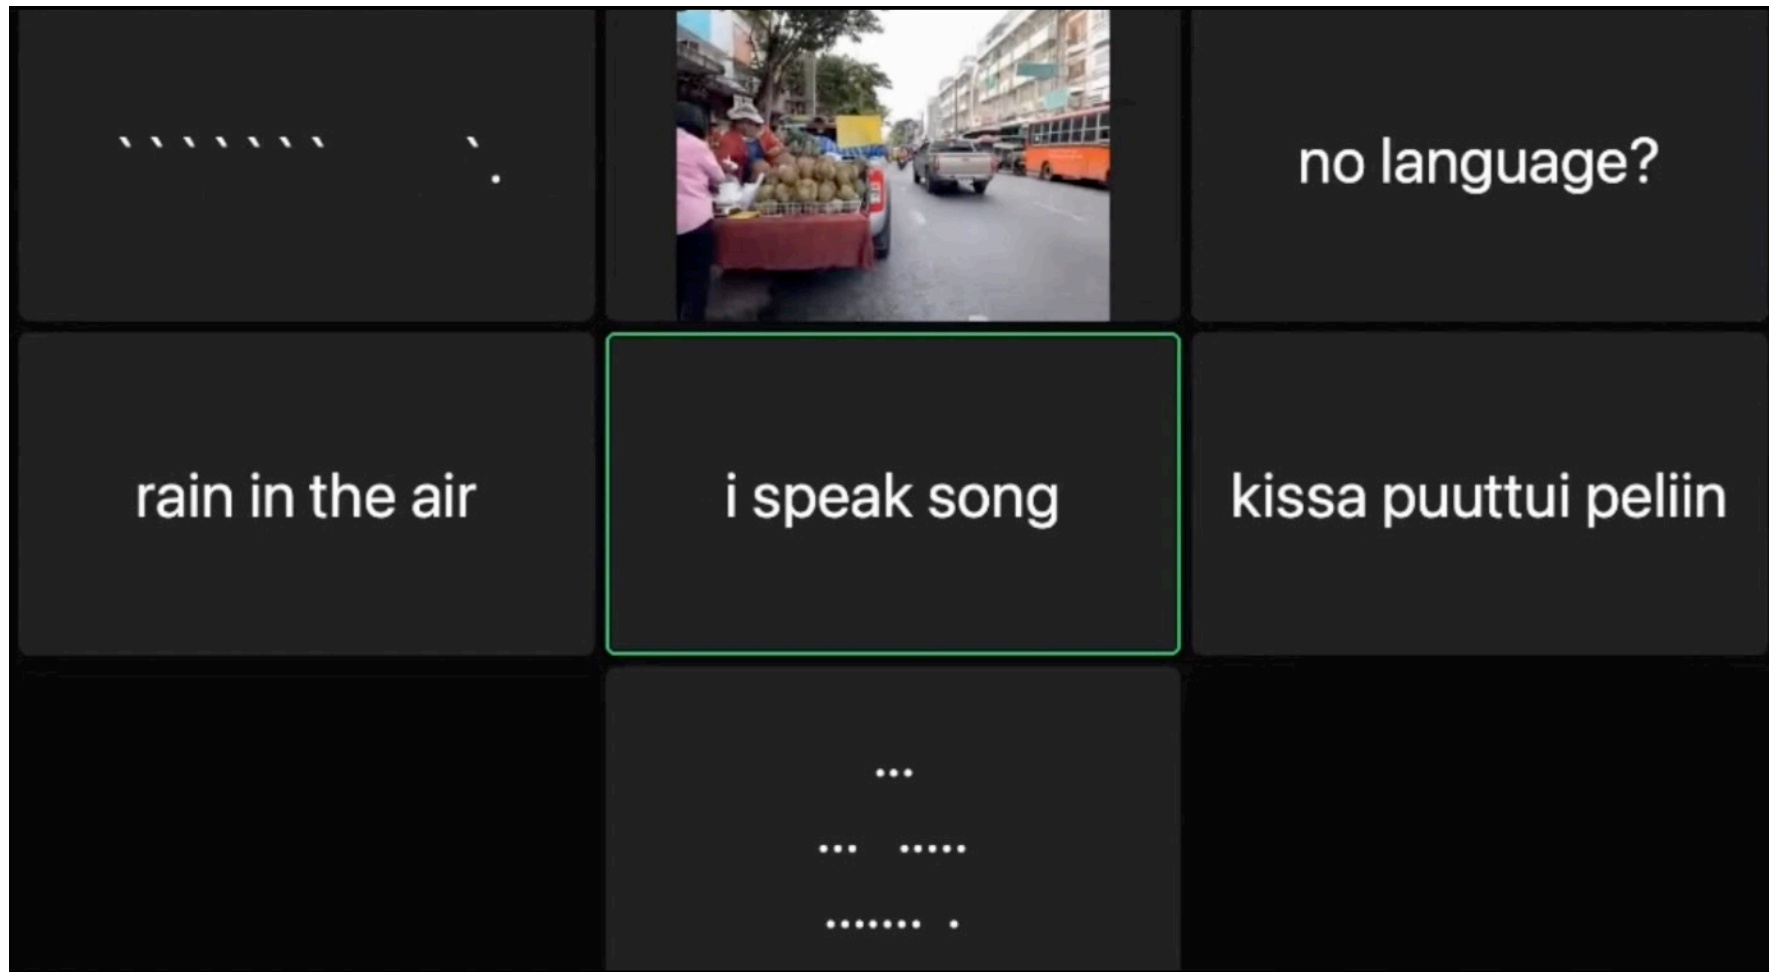 ` ` ` ` ` ` ` `.
no language?
rain in the air
i speak song
kissa puuttui peliin
...
... .....
....... .